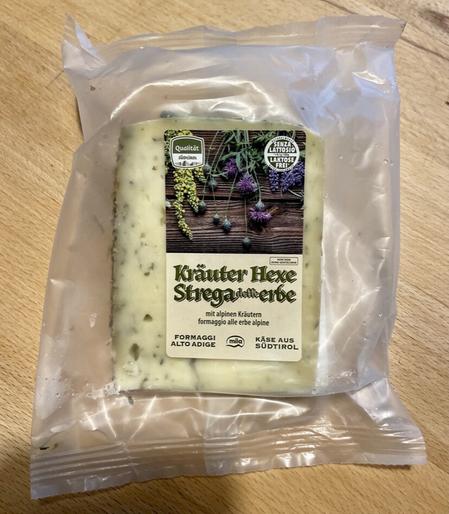 Qualität
SENZA
LATTOSIO
LAKTOSE
FREI
Kräuter Hexe
Strega delle erbe
mit alpinen Kräutern
formaggio alle erbe alpine
FORMAGGI
ALTO ADIGE
mila
KÄSE AUS
SÜDTIROL